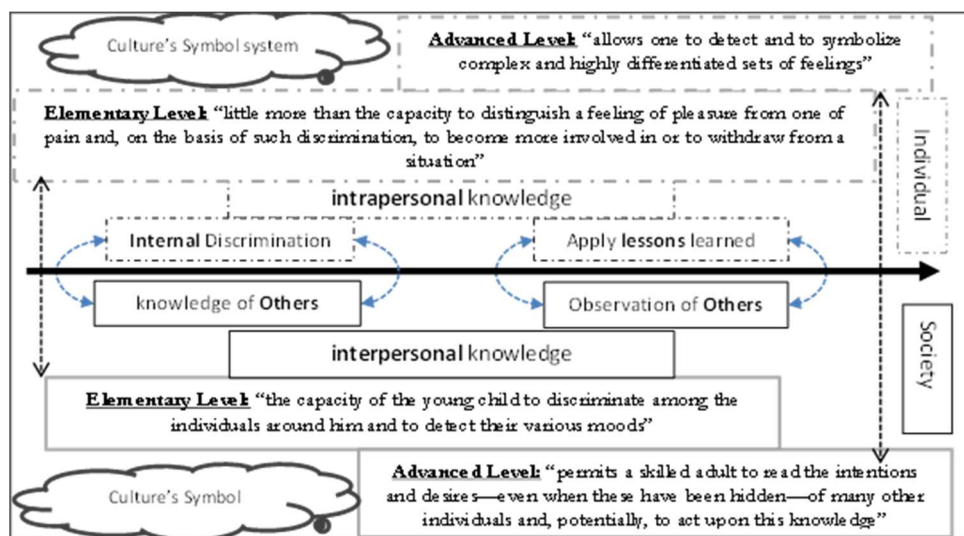 Culture's Symbol system
Advanced Level: “allows one to detect and to symbolize
complex and highly differentiated sets of feelings”
Elementary Level: “little more than the capacity to distinguish a feeling of pleasure from one of
pain and, on the basis of such discrimination, to become more involved in or to withdraw from a
situation”
Individual
intrapersonal knowledge
Internal Discrimination
Apply lessons learned
knowledge of Others
Observation of Others
interpersonal knowledge
Society
Elementary Level: “the capacity of the young child to discriminate among the
individuals around him and to detect their various moods”
Culture's Symbol
Advanced Level: “permits a skilled adult to read the intentions
and desires—even when these have been hidden—of many other
individuals and, potentially, to act upon this knowledge”